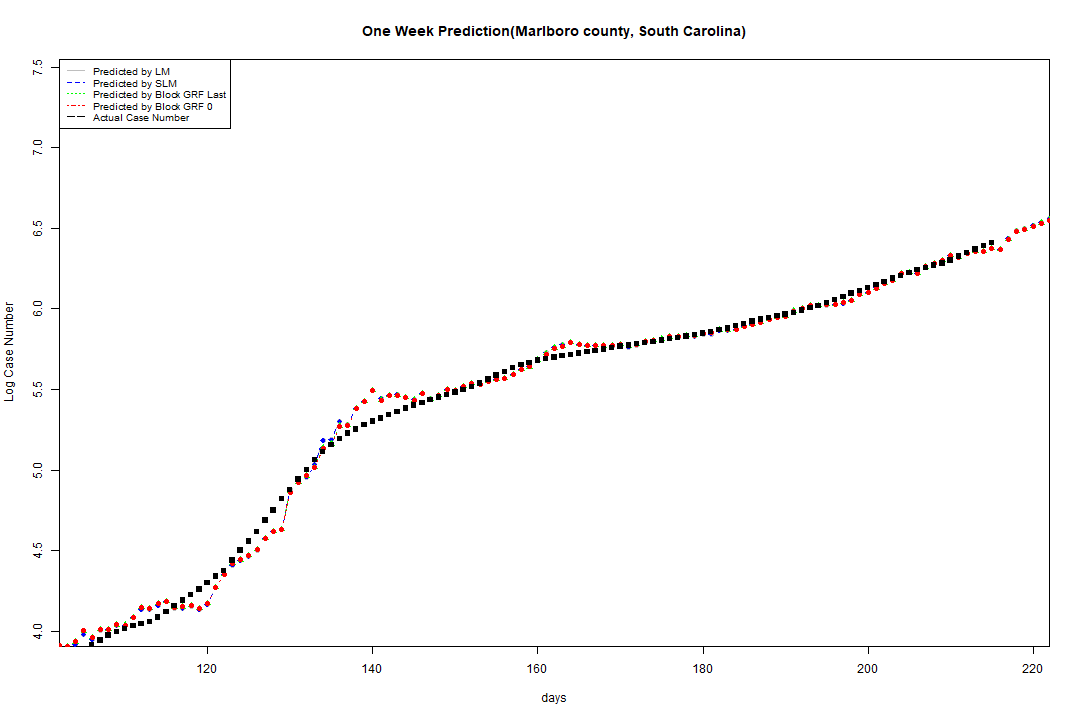 One Week Prediction(Marlboro county, South Carolina)
7.5
Predicted by LM
Predicted by SLM
Predicted by Block GRF Last
Predicted by Block GRF 0
Actual Case Number
7.0
6.5
6.0
5.5
5.0
4.5
4.0
Log Case Number
120 140 160 180 200 220
days